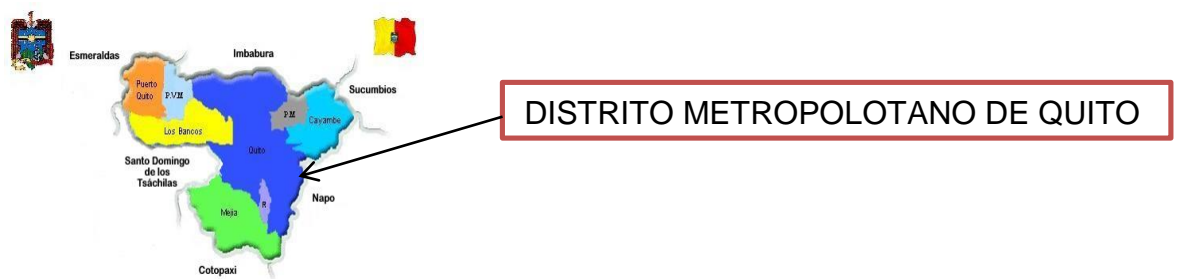 Esmeraldas
Imbabura
Sucumbios
Puerto
Quito
P.V.M
P.M
Cayambe
Los Bancos
Quito
DISTRITO METROPOLOTANO DE QUITO
Santo Domingo
de los
Tsáchilas
Napo
R
Mejia
Cotopaxi